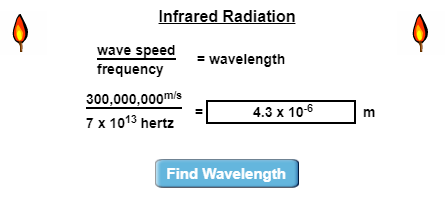 Infrared Radiation
wave speed
frequency
= wavelength
300,000,000m/s
7 x 10¹³ hertz
=
4.3 x 10⁻⁶
m
Find Wavelength